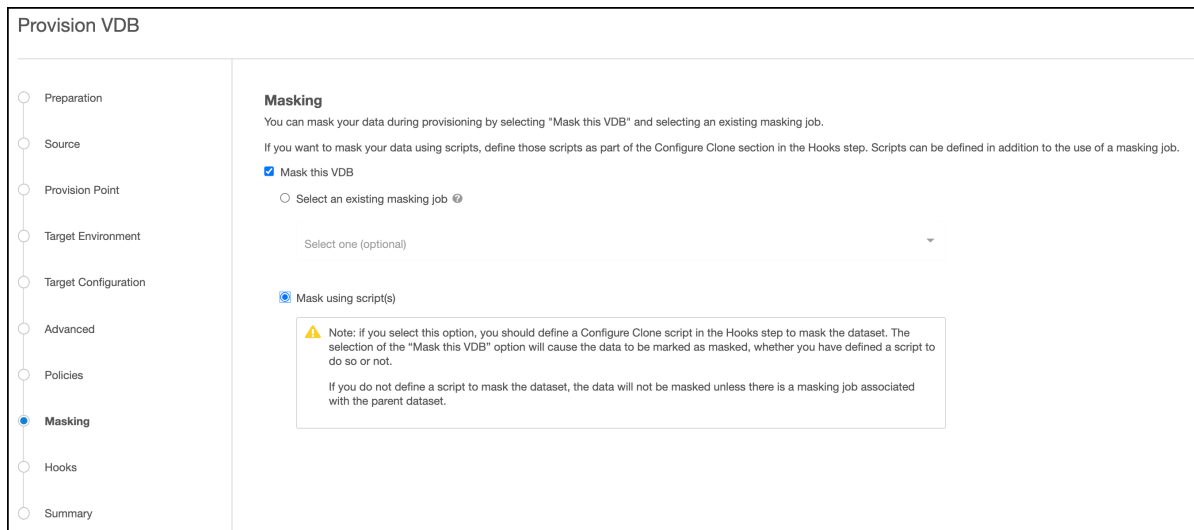 Provision VDB
Preparation
Source
Provision Point
Target Environment
Target Configuration
Advanced
Policies
Masking
Hooks
Summary
Masking
You can mask your data during provisioning by selecting "Mask this VDB" and selecting an existing masking job.
If you want to mask your data using scripts, define those scripts as part of the Configure Clone section in the Hooks step. Scripts can be defined in addition to the use of a masking job.
Mask this VDB
Select an existing masking job ?
Select one (optional)
Mask using script(s)
Note: if you select this option, you should define a Configure Clone script in the Hooks step to mask the dataset. The
selection of the “Mask this VDB” option will cause the data to be marked as masked, whether you have defined a script to
do so or not.
If you do not define a script to mask the dataset, the data will not be masked unless there is a masking job associated
with the parent dataset.